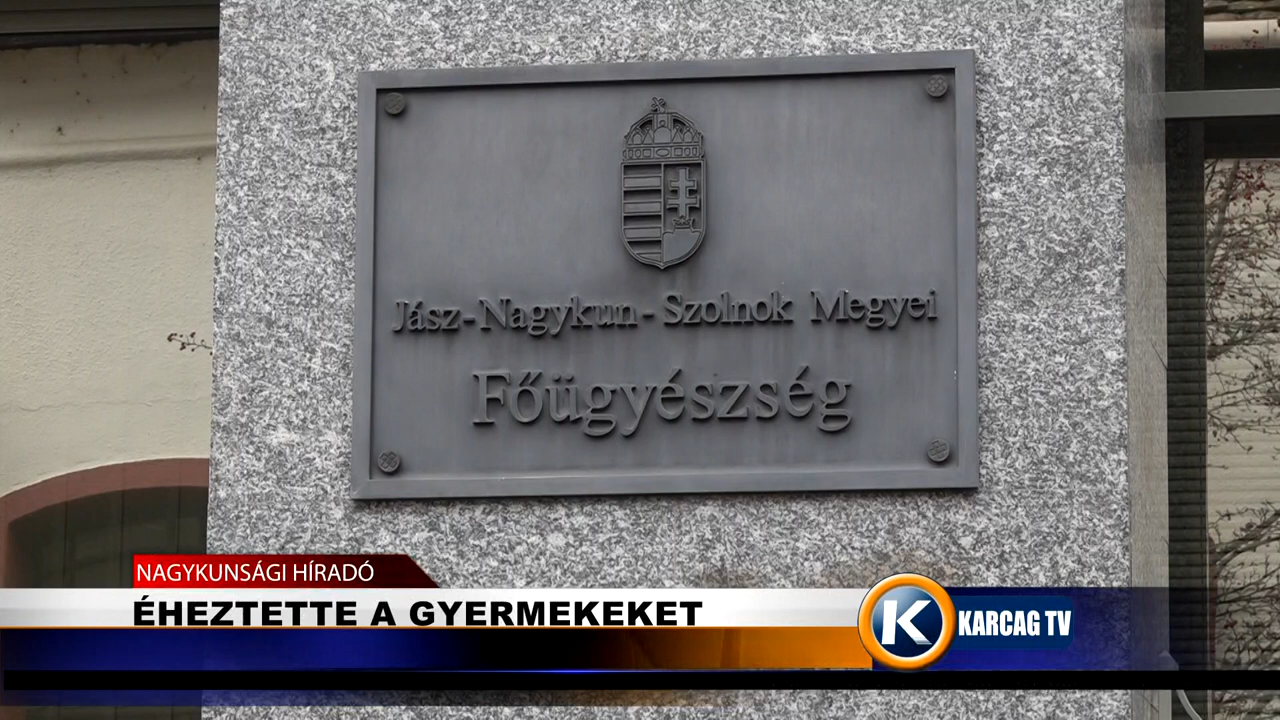 Jász-Nagykun-Szolnok Megyei
Főügyészség
NAGYKUNSÁGI HÍRADÓ
ÉHEZTETTE A GYERMEKEKET
K KARCAG TV